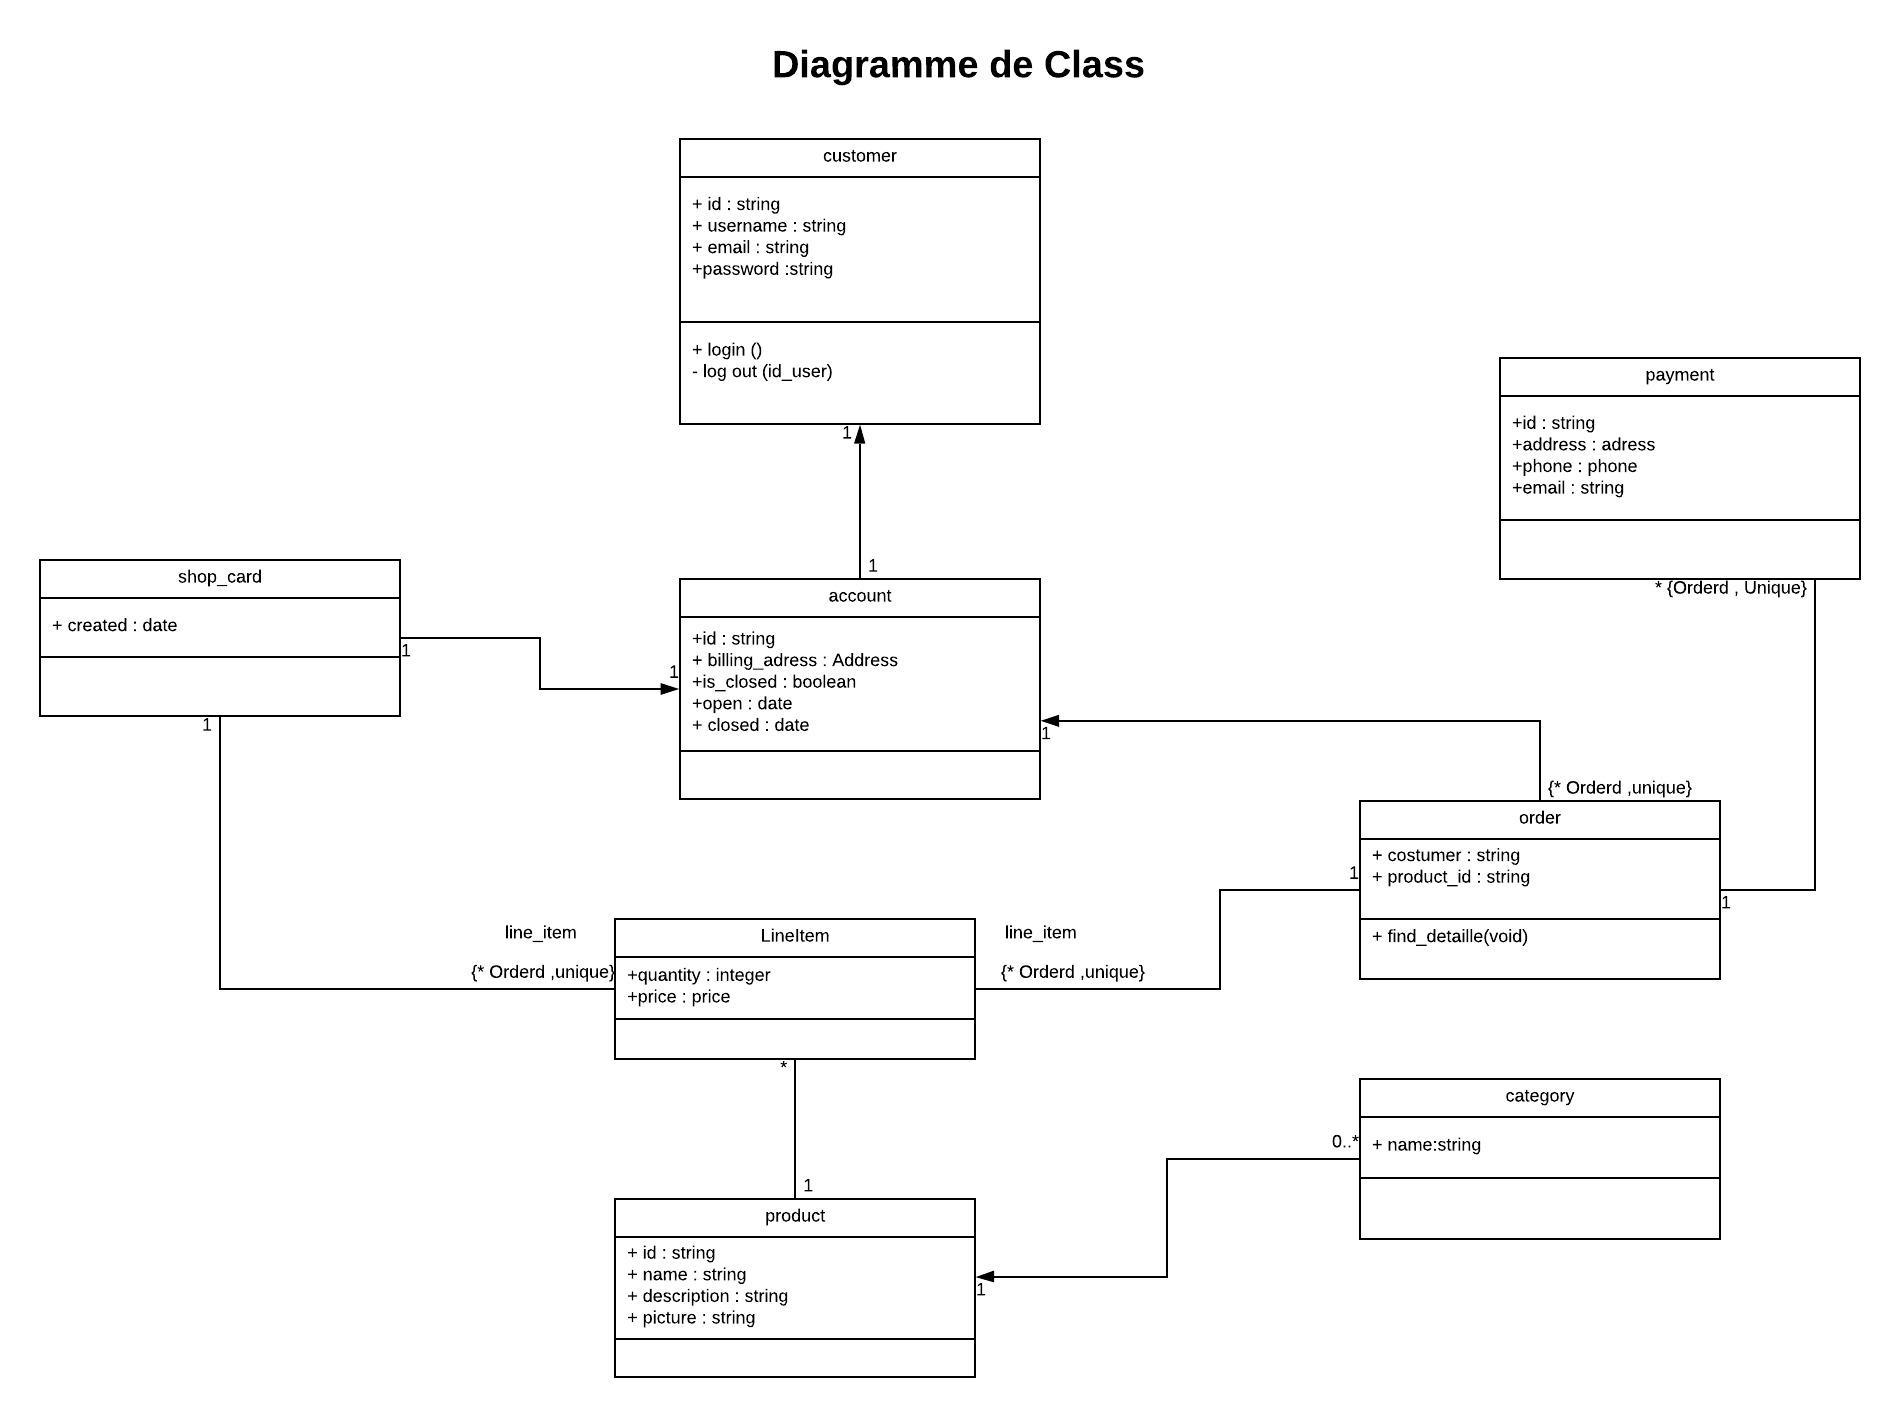 Diagramme de Class
customer
+ id : string
+ username : string
+ email : string
+password :string
+ login ()
- log out (id_user)
1
payment
+id : string
+address : adress
+phone : phone
+email : string
* {Orderd , Unique}
shop_card
+ created : date
1
1
1
account
+id : string
+ billing_adress : Address
+is_closed : boolean
+open : date
+ closed : date
1
1
{* Orderd ,unique}
order
+ costumer : string
+ product_id : string
+ find_detaille(void)
1
1
line_item
{* Orderd ,unique}
LineItem
+quantity : integer
+price : price
line_item
{* Orderd ,unique}
*
1
category
+ name:string
0..*
product
+ id : string
+ name : string
+ description : string
+ picture : string
1